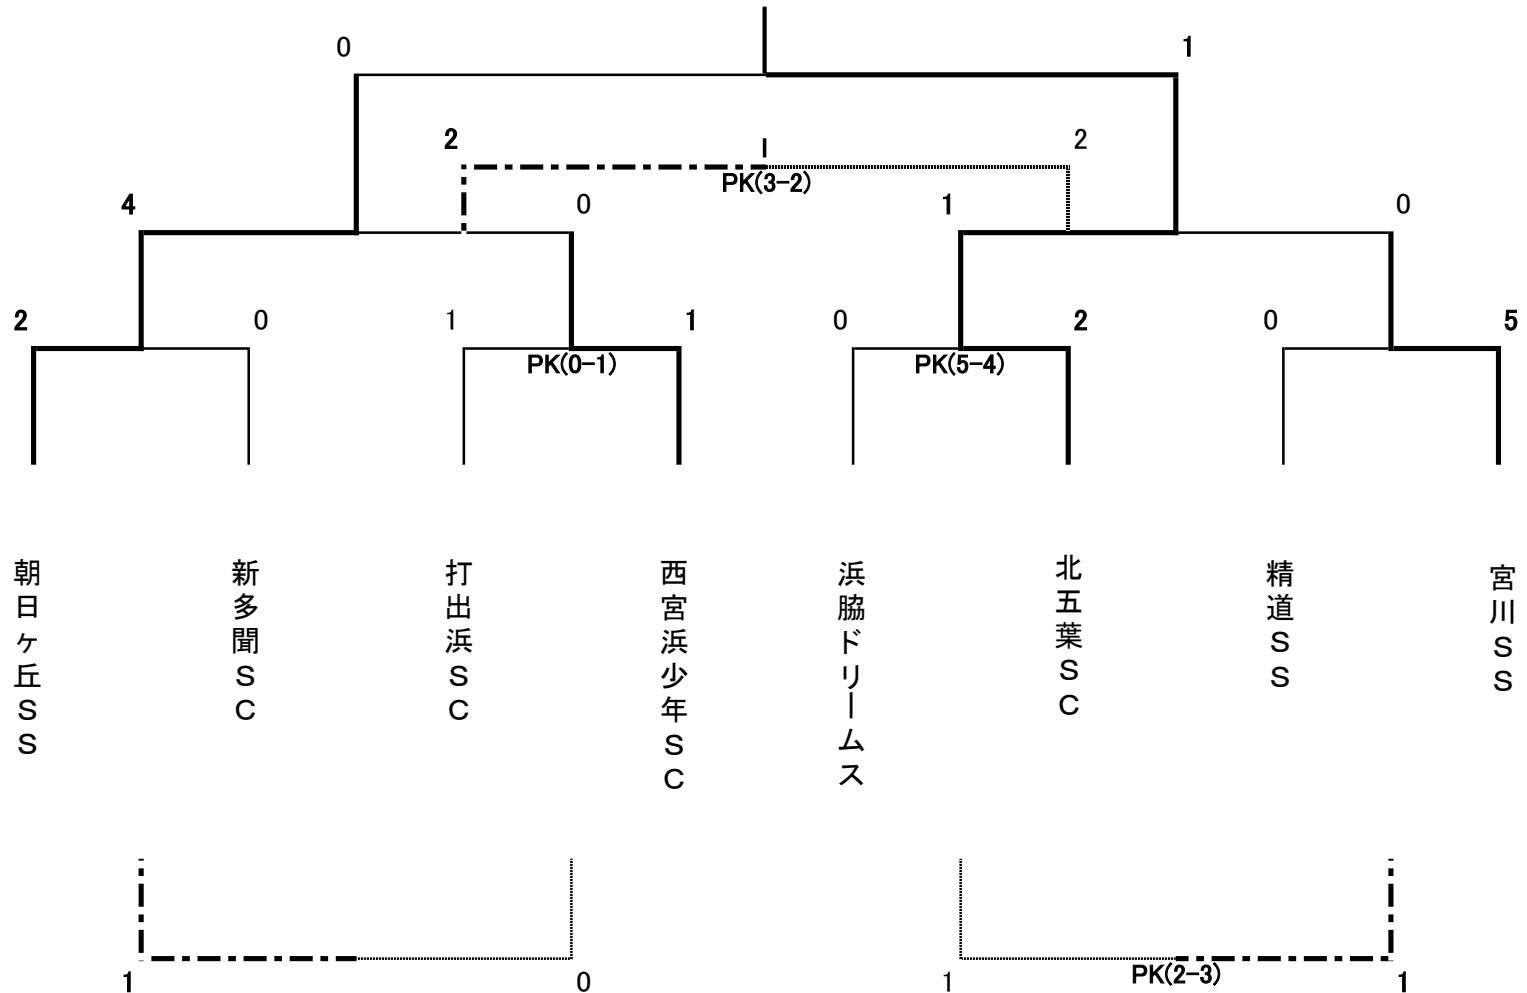 0 1
2 2
PK(3-2)
4 0 1 0
2 0 1 1 0 2 0 5
PK(0-1) PK(5-4)
朝日ヶ丘SS
新多聞SC
打出浜SC
西宮浜少年SC
浜脇ドリームス
北五葉SC
精道SS
宮川SS
1 0 1 PK(2-3) 1